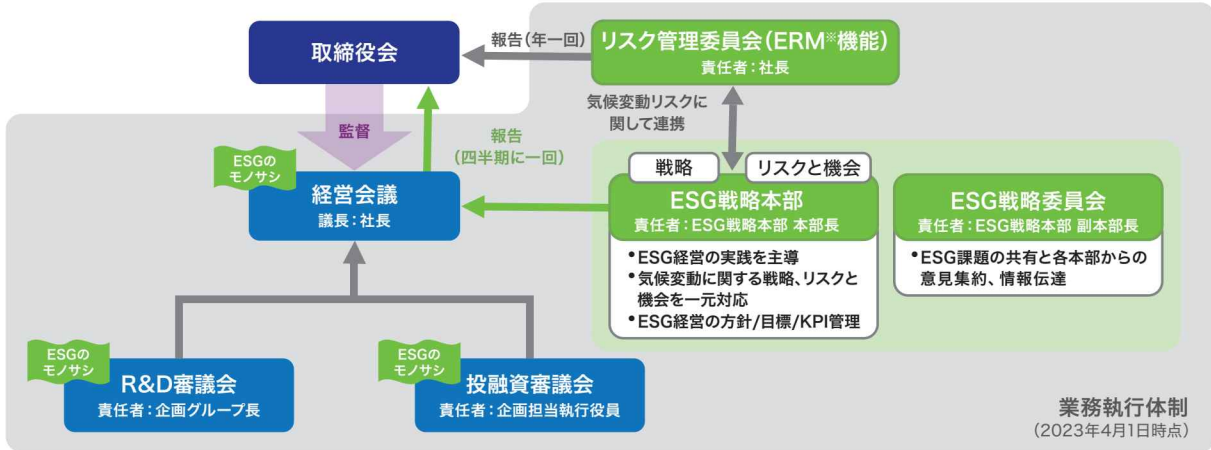 取締役会
報告(年一回)
リスク管理委員会(ERM※機能)
責任者:社長
監督
報告
(四半期に一回)
気候変動リスクに
関して連携
ESGの
モノサシ
経営会議
議長:社長
戦略
リスクと機会
ESG戦略本部
責任者:ESG戦略本部 本部長
•ESG経営の実践を主導
•気候変動に関する戦略、リスクと
機会を一元対応
•ESG経営の方針/目標/KPI管理
ESG戦略委員会
責任者:ESG戦略本部 副本部長
•ESG課題の共有と各本部からの
意見集約、情報伝達
ESGの
モノサシ
R&D審議会
責任者:企画グループ長
ESGの
モノサシ
投融資審議会
責任者:企画担当執行役員
業務執行体制
(2023年4月1日時点)